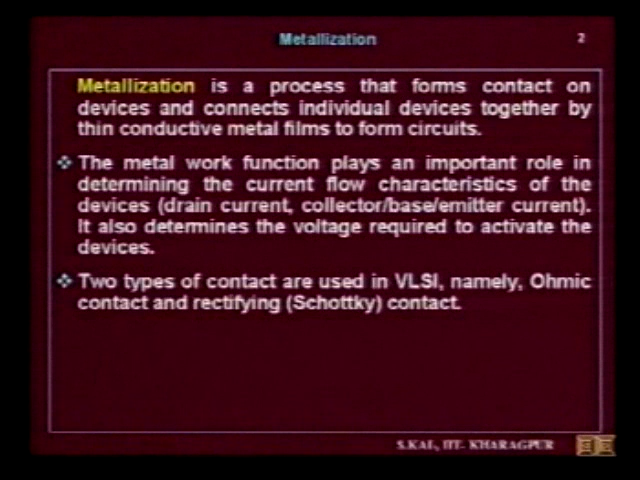 Metallization
2
Metallization is a process that forms contact on
devices and connects individual devices together by
thin conductive metal films to form circuits.
The metal work function plays an important role in
determining the current flow characteristics of the
devices (drain current, collector/base/emitter current).
It also determines the voltage required to activate the
devices.
Two types of contact are used in VLSI, namely, Ohmic
contact and rectifying (Schottky) contact.
S.KAL, IIT- KHARAGPUR